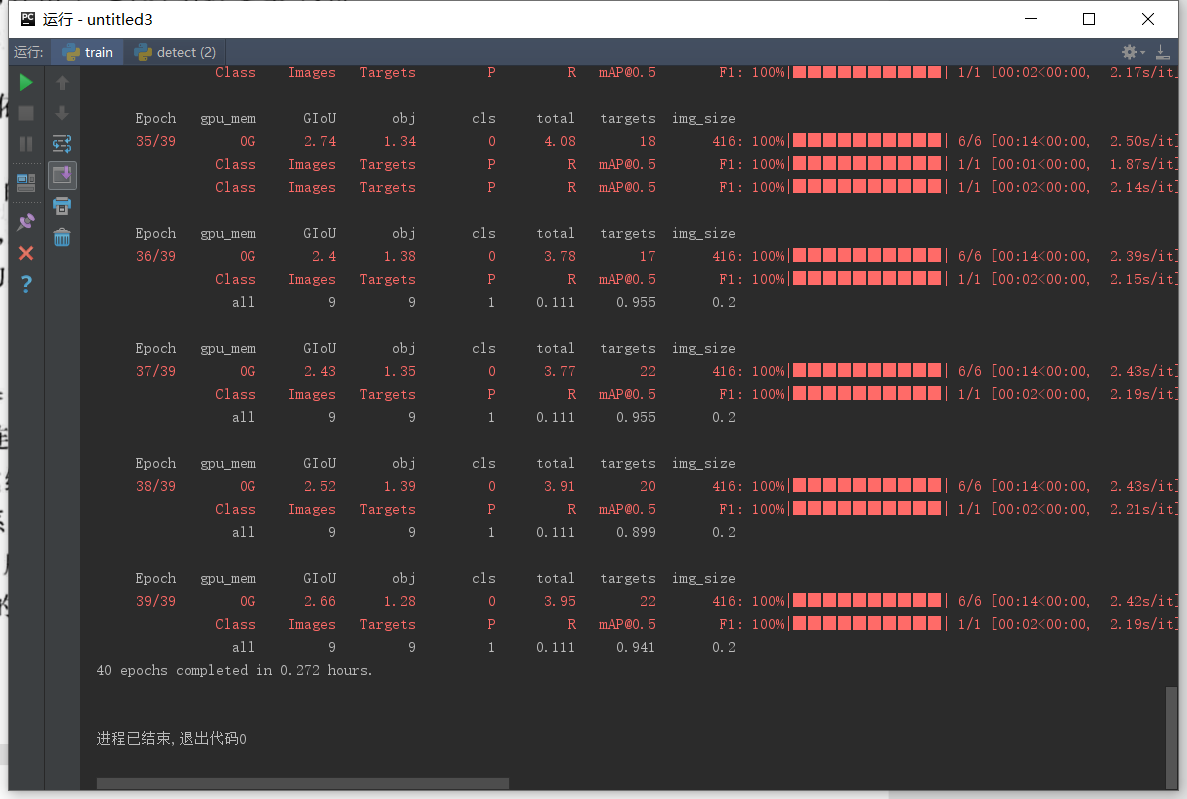 PC 运行 - untitled3
运行: train detect (2)
Class Images Targets P R mAP@0.5 F1: 100%| 1/1 [00:02<00:00, 2.17s/it]
Epoch gpu_mem GIoU obj cls total targets img_size
35/39 0G 2.74 1.34 0 4.08 18 416: 100%| | 6/6 [00:14<00:00, 2.50s/it]
Class Images Targets P R mAP@0.5 F1: 100%| | 1/1 [00:01<00:00, 1.87s/it]
Class Images Targets P R mAP@0.5 F1: 100%| | 1/1 [00:02<00:00, 2.14s/it]
Epoch gpu_mem GIoU obj cls total targets img_size
36/39 0G 2.4 1.38 0 3.78 17 416: 100%| | 6/6 [00:14<00:00, 2.39s/it]
Class Images Targets P R mAP@0.5 F1: 100%| | 1/1 [00:02<00:00, 2.15s/it]
all 9 9 1 0.111 0.955 0.2
Epoch gpu_mem GIoU obj cls total targets img_size
37/39 0G 2.43 1.35 0 3.77 22 416: 100%| | 6/6 [00:14<00:00, 2.43s/it]
Class Images Targets P R mAP@0.5 F1: 100%| | 1/1 [00:02<00:00, 2.19s/it]
all 9 9 1 0.111 0.955 0.2
Epoch gpu_mem GIoU obj cls total targets img_size
38/39 0G 2.52 1.39 0 3.91 20 416: 100%| | 6/6 [00:14<00:00, 2.43s/it]
Class Images Targets P R mAP@0.5 F1: 100%| | 1/1 [00:02<00:00, 2.21s/it]
all 9 9 1 0.111 0.899 0.2
Epoch gpu_mem GIoU obj cls total targets img_size
39/39 0G 2.66 1.28 0 3.95 22 416: 100%| | 6/6 [00:14<00:00, 2.42s/it]
Class Images Targets P R mAP@0.5 F1: 100%| | 1/1 [00:02<00:00, 2.19s/it]
all 9 9 1 0.111 0.941 0.2
40 epochs completed in 0.272 hours.
进程已结束,退出代码0